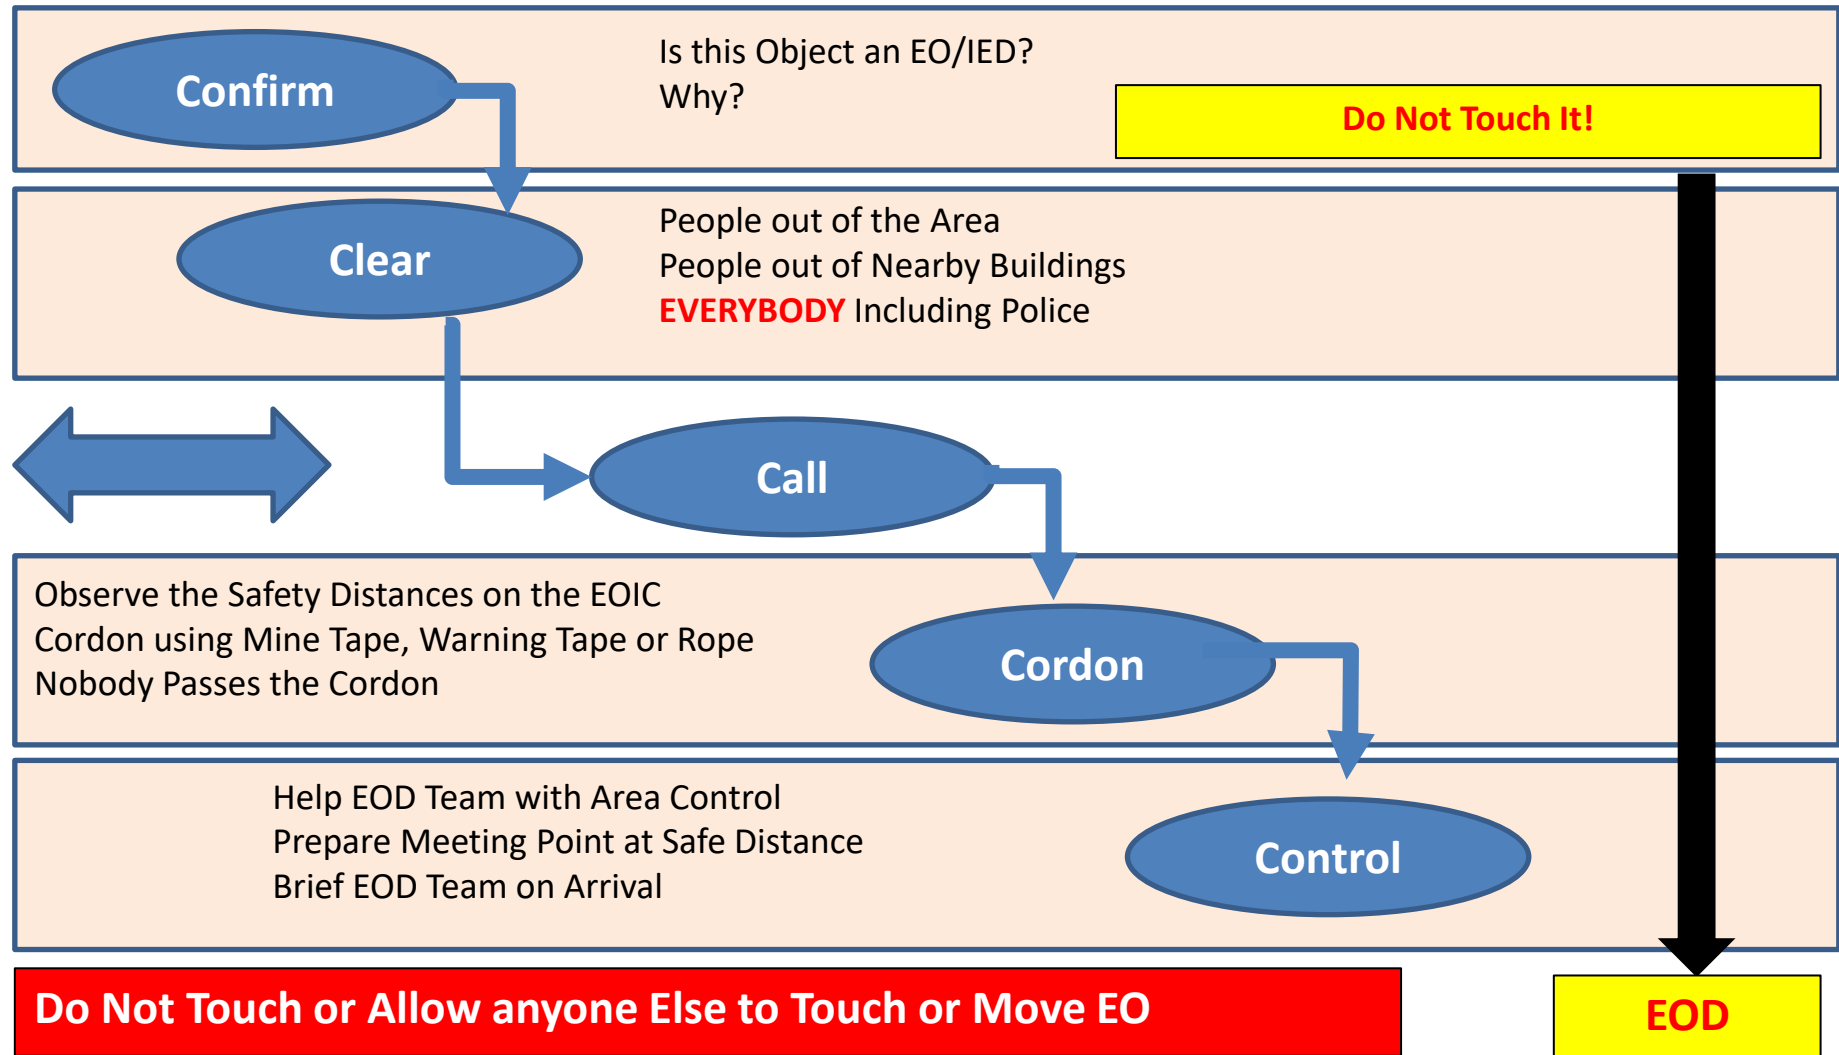 Confirm
Is this Object an EO/IED?
Why?
Do Not Touch It!
Clear
People out of the Area
People out of Nearby Buildings
EVERYBODY Including Police
Call
Observe the Safety Distances on the EOIC
Cordon using Mine Tape, Warning Tape or Rope
Nobody Passes the Cordon
Cordon
Help EOD Team with Area Control
Prepare Meeting Point at Safe Distance
Brief EOD Team on Arrival
Control
Do Not Touch or Allow anyone Else to Touch or Move EO
EOD